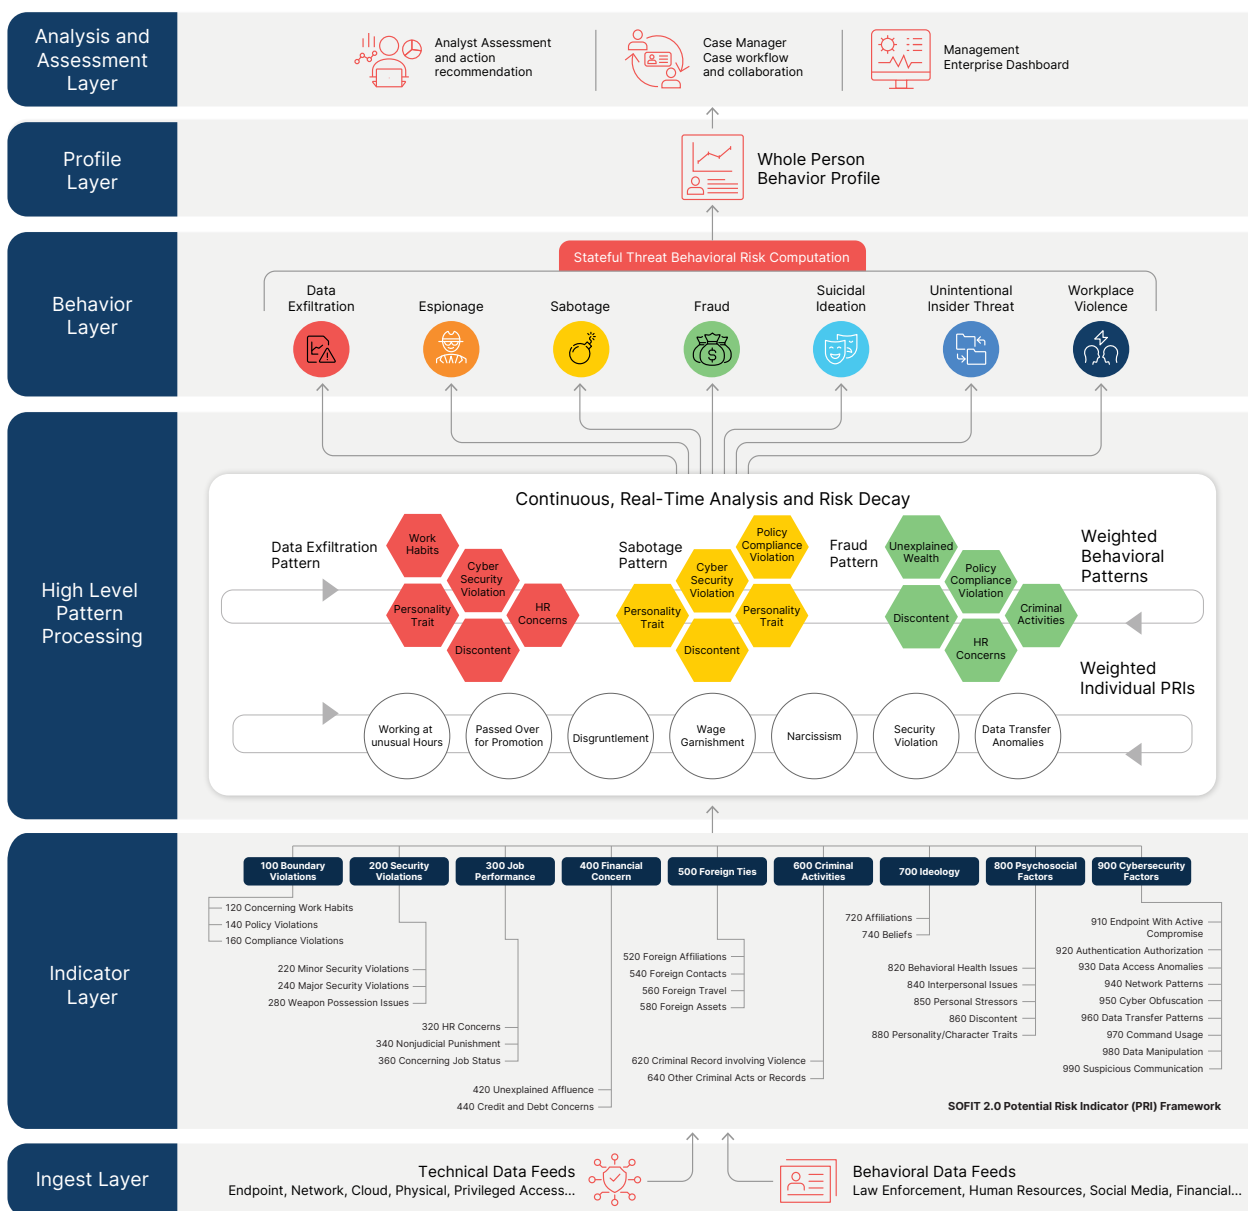 Analysis and
Assessment
Layer
Analyst Assessment
and action
recommendation
Case Manager
Case workflow
and collaboration
Management
Enterprise Dashboard
Profile
Layer
Whole Person
Behavior Profile
Behavior
Layer
Stateful Threat Behavioral Risk Computation
Data
Exfiltration
Espionage
Sabotage
Fraud
Suicidal
Ideation
Unintentional
Insider Threat
Workplace
Violence
High Level
Pattern
Processing
Continuous, Real-Time Analysis and Risk Decay
Data Exfiltration
Pattern
Work
Habits
Cyber
Security
Violation
Personality
Trait
HR
Concerns
Discontent
Sabotage
Pattern
Policy
Compliance
Violation
Cyber
Security
Violation
Personality
Trait
Personality
Trait
Discontent
Fraud
Pattern
Unexplained
Wealth
Policy
Compliance
Violation
Discontent
Criminal
Activities
HR
Concerns
Weighted
Behavioral
Patterns
Weighted
Individual PRIs
Working at
unusual Hours
Passed Over
for Promotion
Disgruntlement
Wage
Garnishment
Narcissism
Security
Violation
Data Transfer
Anomalies
Indicator
Layer
100 Boundary
Violations
120 Concerning Work Habits
140 Policy Violations
160 Compliance Violations
200 Security
Violations
220 Minor Security Violations
240 Major Security Violations
280 Weapon Possession Issues
300 Job
Performance
320 HR Concerns
340 Nonjudicial Punishment
360 Concerning Job Status
400 Financial
Concern
420 Unexplained Affluence
440 Credit and Debt Concerns
500 Foreign Ties
520 Foreign Affiliations
540 Foreign Contacts
560 Foreign Travel
580 Foreign Assets
600 Criminal
Activities
620 Criminal Record involving Violence
640 Other Criminal Acts or Records
700 Ideology
720 Affiliations
740 Beliefs
800 Psychosocial
Factors
820 Behavioral Health Issues
840 Interpersonal Issues
850 Personal Stressors
860 Discontent
880 Personality/Character Traits
900 Cybersecurity
Factors
910 Endpoint With Active
Compromise
920 Authentication Authorization
930 Data Access Anomalies
940 Network Patterns
950 Cyber Obfuscation
960 Data Transfer Patterns
970 Command Usage
980 Data Manipulation
990 Suspicious Communication
SOFIT 2.0 Potential Risk Indicator (PRI) Framework
Ingest Layer
Technical Data Feeds
Endpoint, Network, Cloud, Physical, Privileged Access...
Behavioral Data Feeds
Law Enforcement, Human Resources, Social Media, Financial...